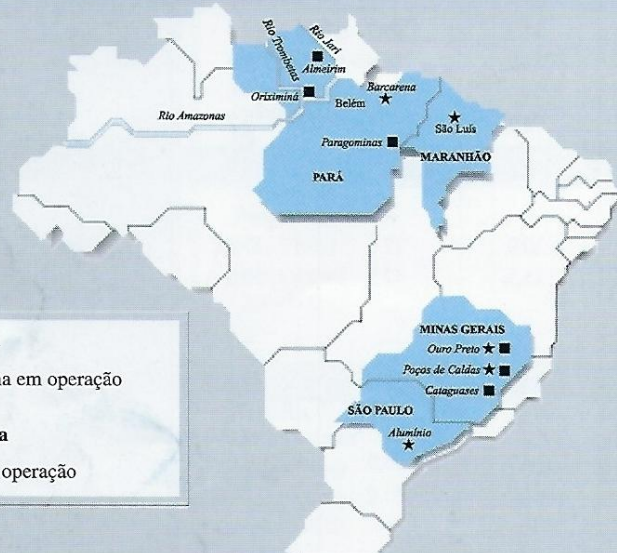 Rio Jari
Rio Trombetas
Almeirim
Oriximiná
Barcarena
Belém
Rio Amazonas
São Luís
Paragominas
MARANHÃO
PARÁ
MINAS GERAIS
Ouro Preto
Poços de Caldas
Cataguases
SÃO PAULO
Alumínio
em operação
operação